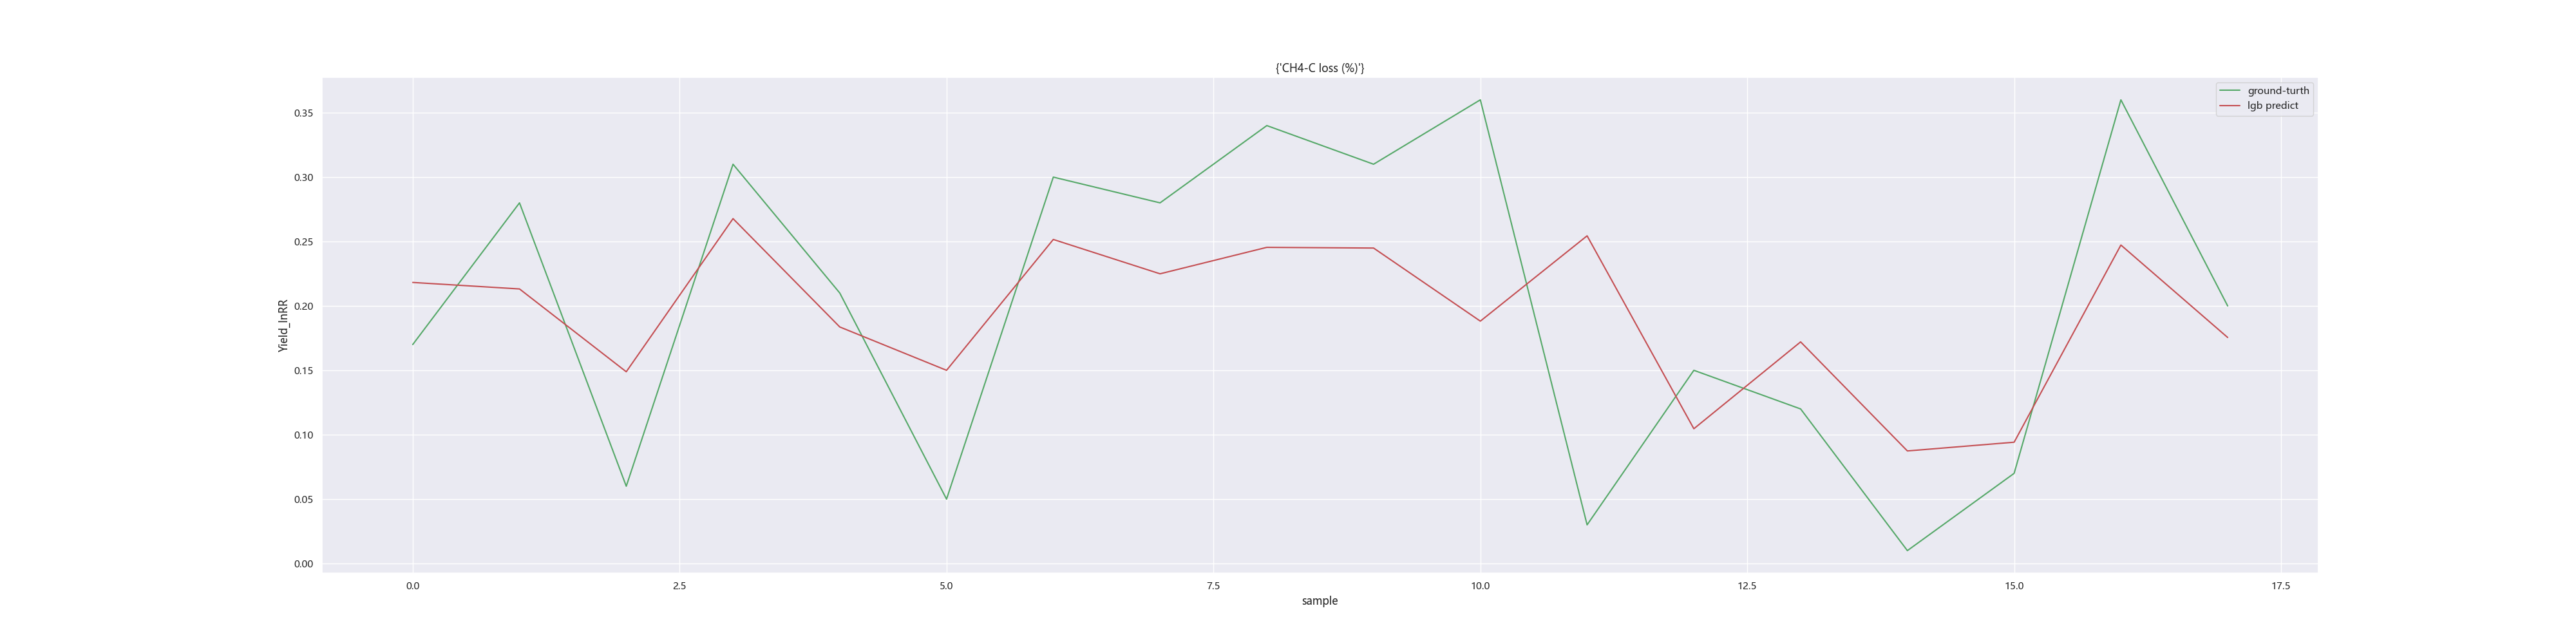 {'CH4-C loss (%)'}
ground-turth
lgb predict
Yield_lnRR
0.35
0.30
0.25
0.20
0.15
0.10
0.05
0.00
0.0 2.5 5.0 7.5 10.0 12.5 15.0 17.5
sample